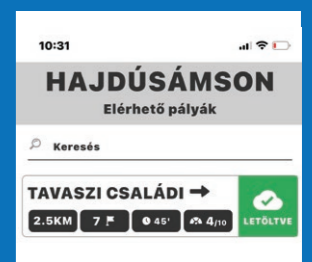 10:31
HAJDÚSÁMSON
Elérhető pályák
Keresés
TAVASZI CSALÁDI →
2.5KM 7 45' 4/10
LETÖLTVE